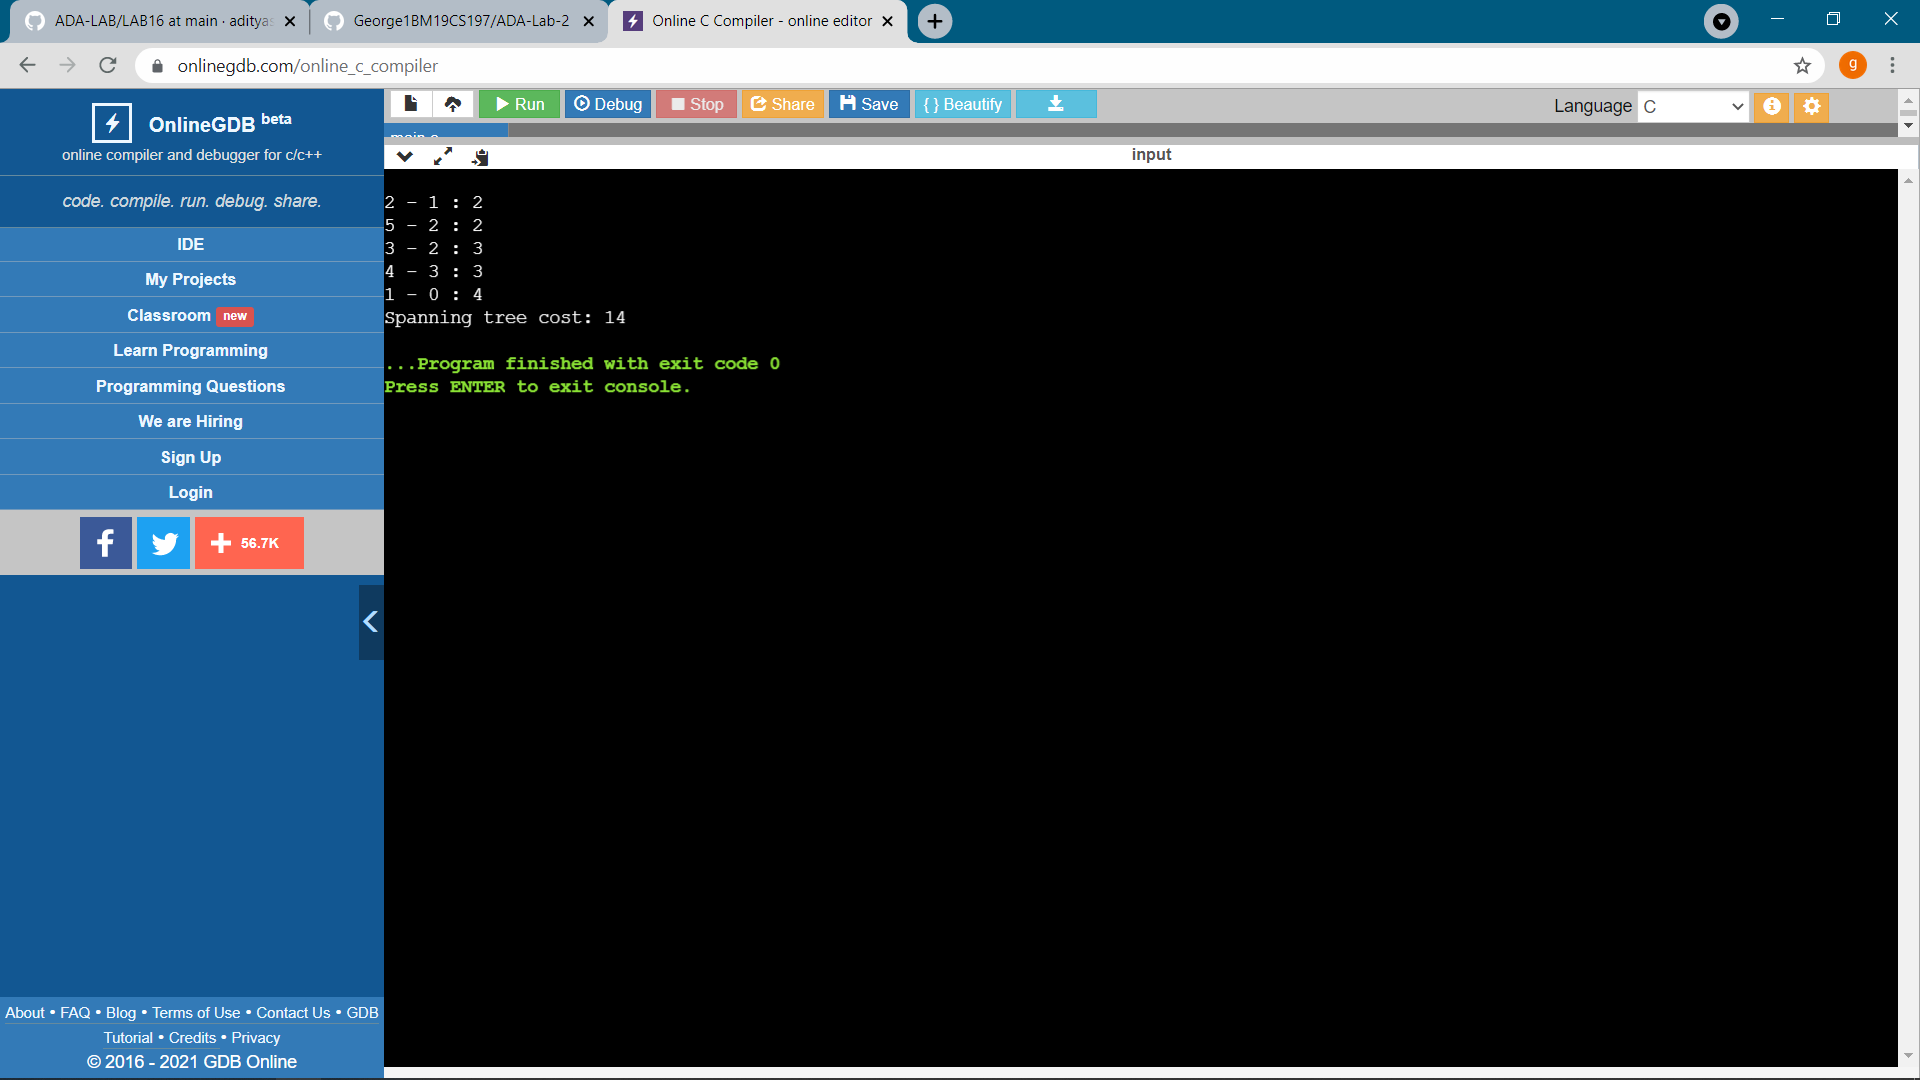 ADA-LAB/LAB16 at main · adityas
George1BM19CS197/ADA-Lab-2
Online C Compiler - online editor
onlinegdb.com/online_c_compiler
g
OnlineGDB beta
online compiler and debugger for c/c++
code. compile. run. debug. share.
IDE
My Projects
Classroom new
Learn Programming
Programming Questions
We are Hiring
Sign Up
Login
56.7K
About • FAQ • Blog • Terms of Use • Contact Us • GDB
Tutorial • Credits • Privacy
© 2016 - 2021 GDB Online
Run
Debug
Stop
Share
Save
{ } Beautify
Language
C
main.c
input
2 - 1 : 2
5 - 2 : 2
3 - 2 : 3
4 - 3 : 3
1 - 0 : 4
Spanning tree cost: 14
...Program finished with exit code 0
Press ENTER to exit console.